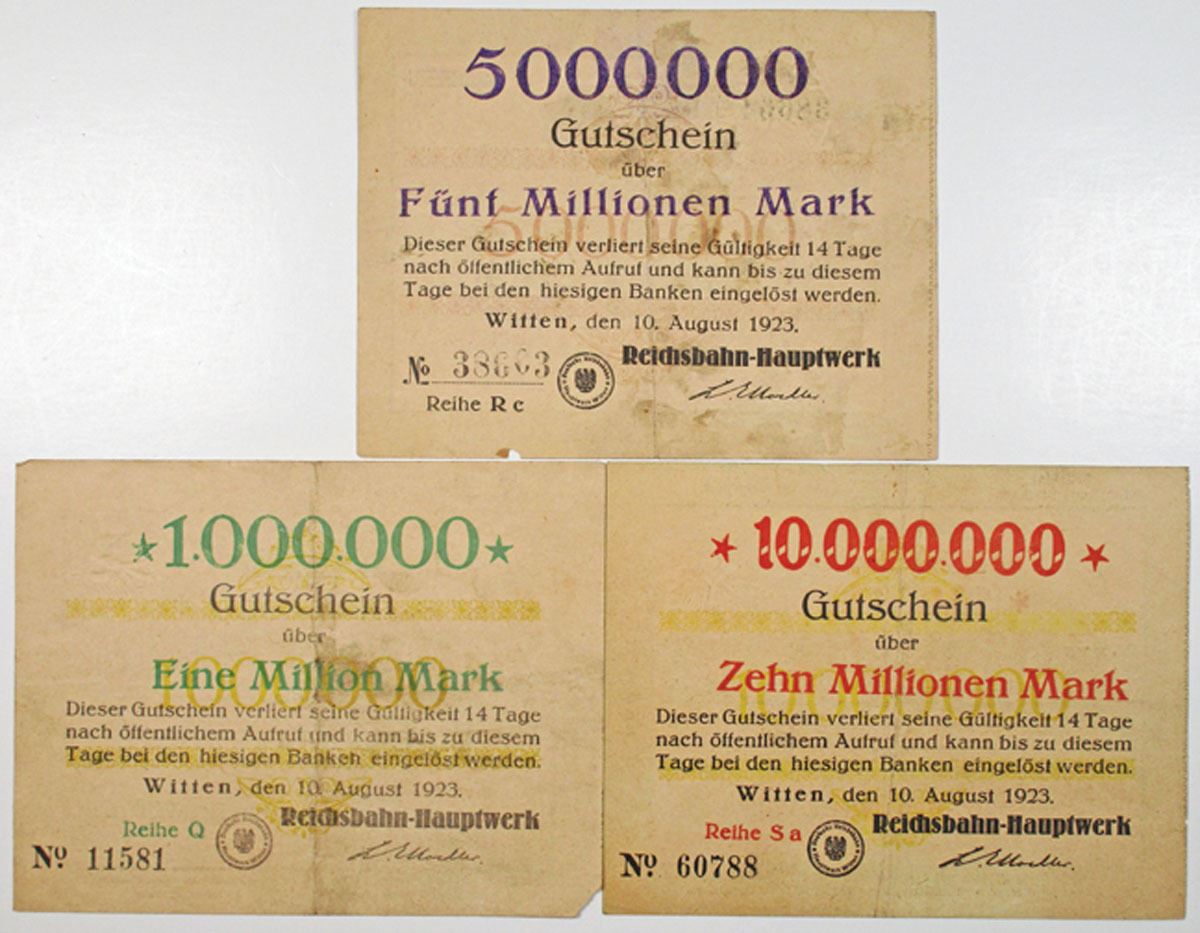 5000000
Gutschein
über
Fünf Millionen Mark
Dieser Gutschein verliert seine Gültigkeit 14 Tage
nach öffentlichem Aufruf und kann bis zu diesem
Tage bei den hiesigen Banken eingelöst werden.
Witten, den 10. August 1923.
Reichsbahn-Hauptwerk
№ 38663
Reihe R c
★ 1.000.000 ★
Gutschein
über
Eine Million Mark
Dieser Gutschein verliert seine Gültigkeit 14 Tage
nach öffentlichem Aufruf und kann bis zu diesem
Tage bei den hiesigen Banken eingelöst werden.
Witten, den 10. August 1923.
Reihe Q
Reichsbahn-Hauptwerk
№ 11581
★ 10.000.000 ★
Gutschein
über
Zehn Millionen Mark
Dieser Gutschein verliert seine Gültigkeit 14 Tage
nach öffentlichem Aufruf und kann bis zu diesem
Tage bei den hiesigen Banken eingelöst werden.
Witten, den 10. August 1923.
Reihe S a
Reichsbahn-Hauptwerk
№ 60788